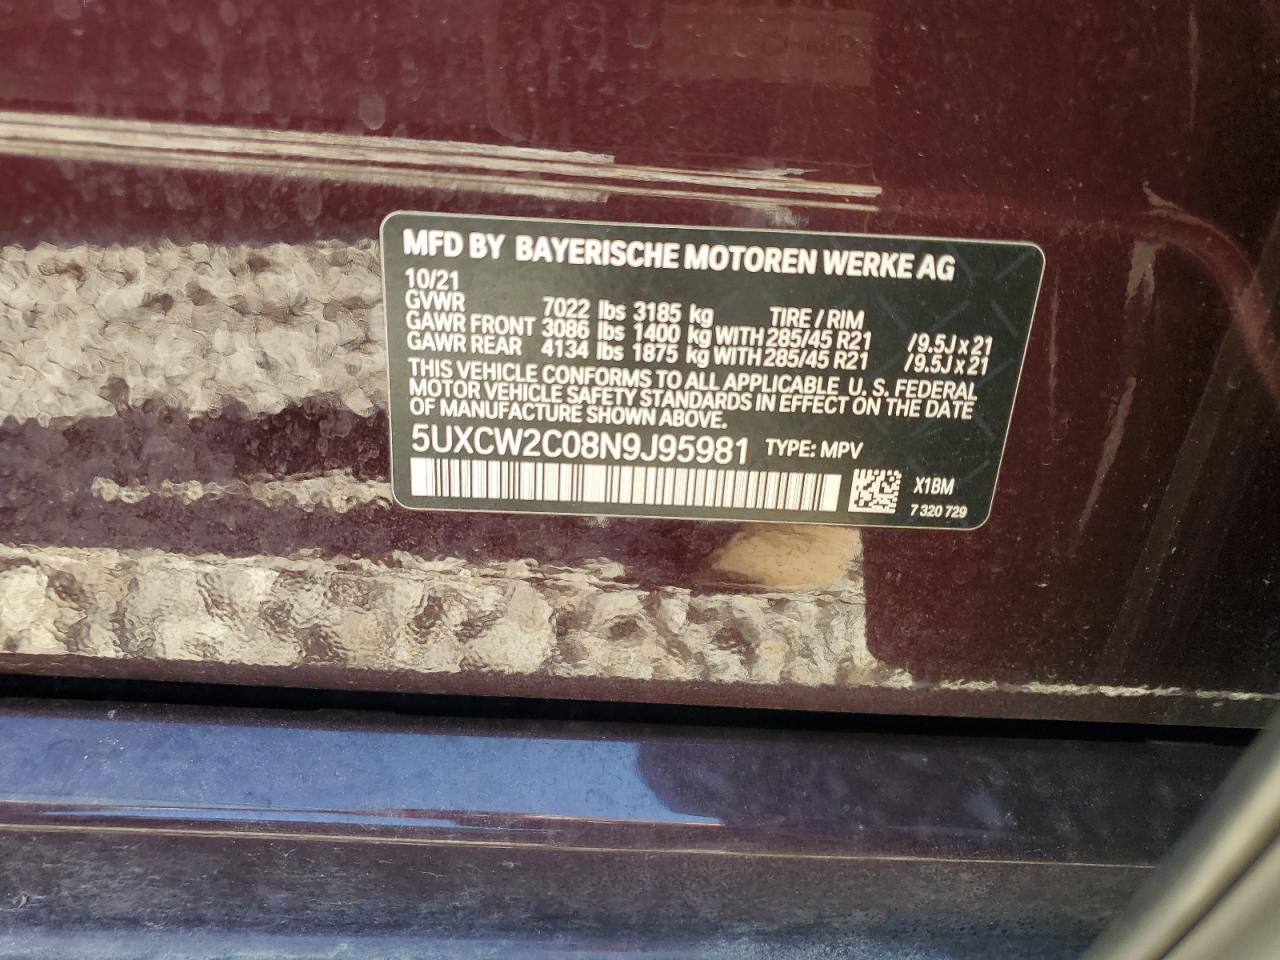 MFD BY BAYERISCHE MOTOREN WERKE AG
10/21
GVWR 7022 lbs 3185 kg TIRE / RIM
GAWR FRONT 3086 lbs 1400 kg WITH 285/45 R21 /9.5J x 21
GAWR REAR 4134 lbs 1875 kg WITH 285/45 R21 /9.5J x 21
THIS VEHICLE CONFORMS TO ALL APPLICABLE U.S. FEDERAL
MOTOR VEHICLE SAFETY STANDARDS IN EFFECT ON THE DATE
OF MANUFACTURE SHOWN ABOVE.
5UXCW2C08N9J95981 TYPE: MPV
X1BM
7 320 729